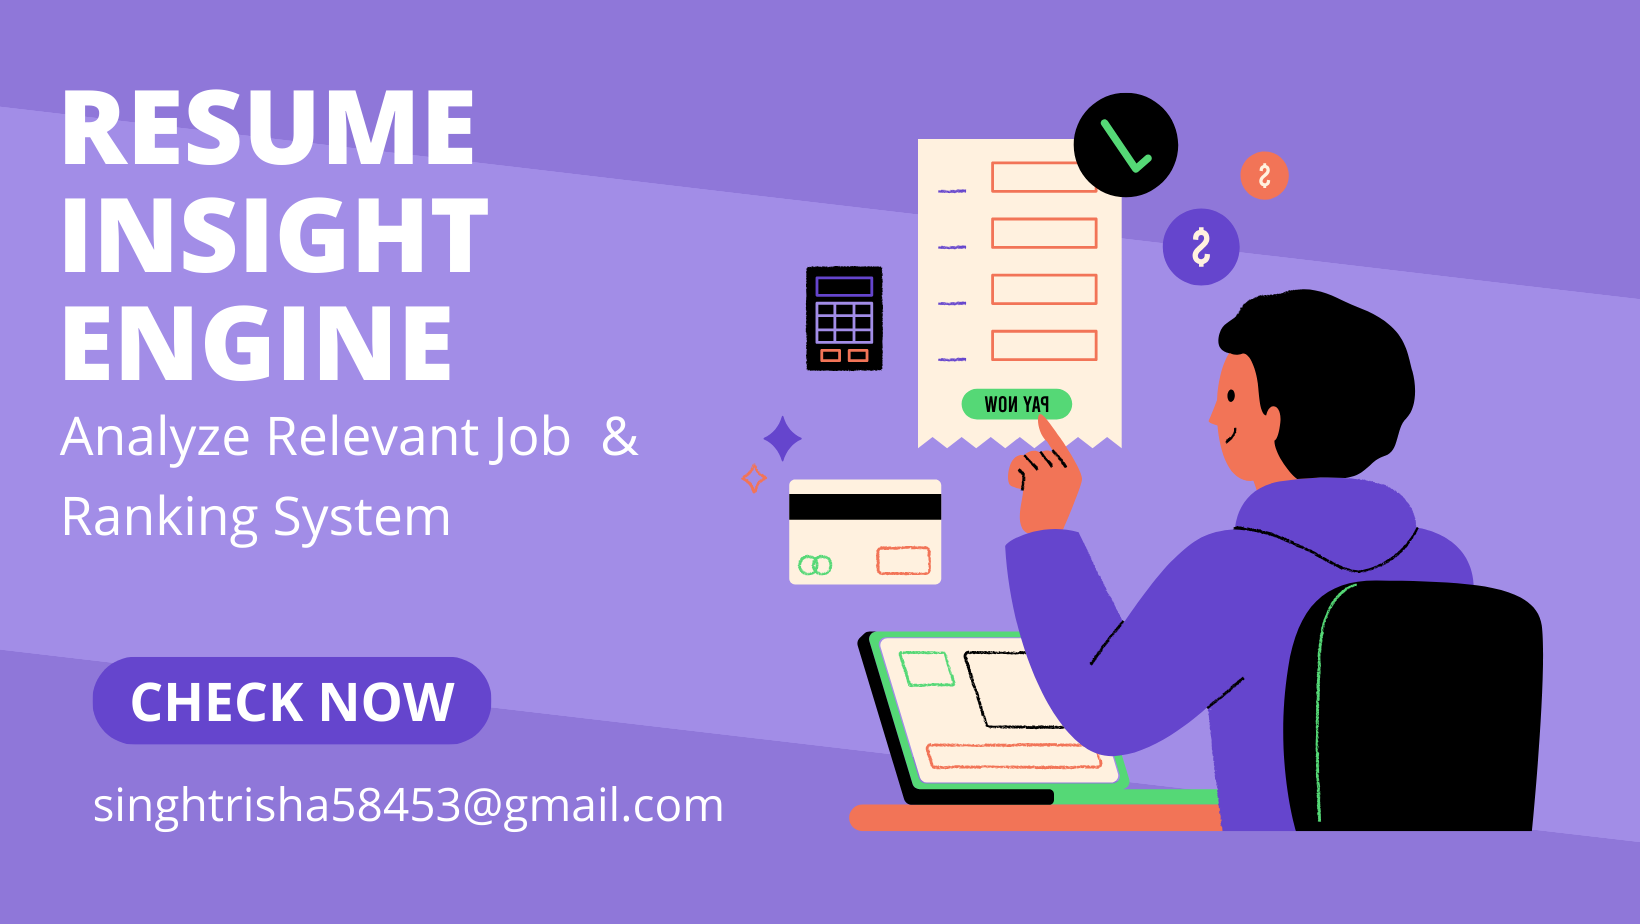 RESUME
INSIGHT
ENGINE
Analyze Relevant Job &
Ranking System
CHECK NOW
singhtrisha58453@gmail.com
$
$
PAY NOW